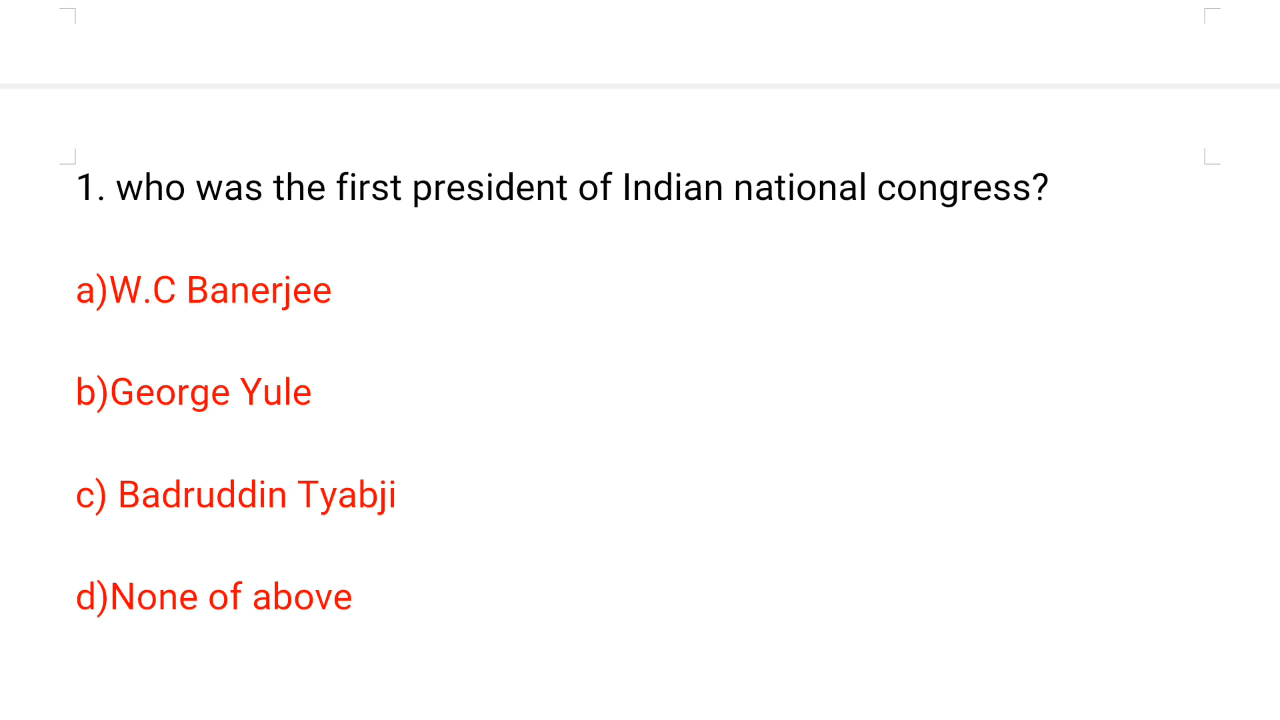 1. who was the first president of Indian national congress?
a)W.C Banerjee
b)George Yule
c) Badruddin Tyabji
d)None of above